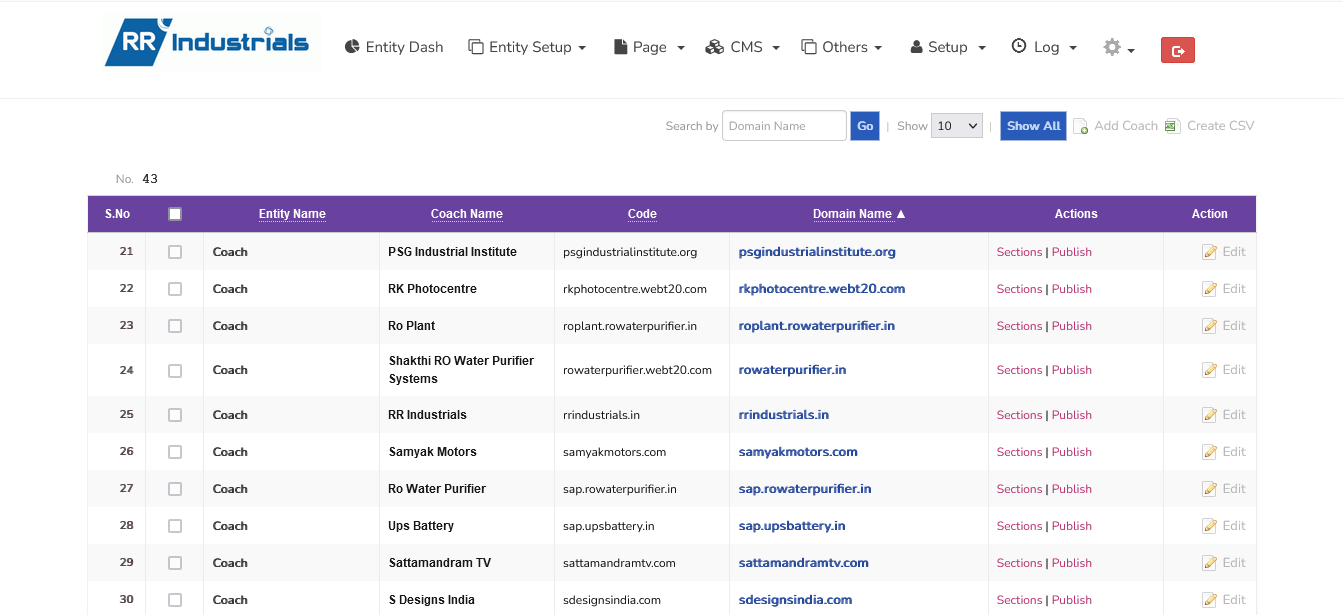 RR Industrials
Entity Dash Entity Setup Page CMS Others Setup Log
Search by Domain Name Go | Show 10 | Show All Add Coach Create CSV
No. 43
S.No Entity Name Coach Name Code Domain Name ▲ Actions Action
21 Coach PSG Industrial Institute psgindustrialinstitute.org psgindustrialinstitute.org Sections | Publish Edit
22 Coach RK Photocentre rkphotocentre.webt20.com rkphotocentre.webt20.com Sections | Publish Edit
23 Coach Ro Plant roplant.rowaterpurifier.in roplant.rowaterpurifier.in Sections | Publish Edit
24 Coach Shakthi RO Water Purifier
Systems rowaterpurifier.webt20.com rowaterpurifier.in Sections | Publish Edit
25 Coach RR Industrials rrindustrials.in rrindustrials.in Sections | Publish Edit
26 Coach Samyak Motors samyakmotors.com samyakmotors.com Sections | Publish Edit
27 Coach Ro Water Purifier sap.rowaterpurifier.in sap.rowaterpurifier.in Sections | Publish Edit
28 Coach Ups Battery sap.upsbattery.in sap.upsbattery.in Sections | Publish Edit
29 Coach Sattamandram TV sattamandramtv.com sattamandramtv.com Sections | Publish Edit
30 Coach S Designs India sdesignsindia.com sdesignsindia.com Sections | Publish Edit